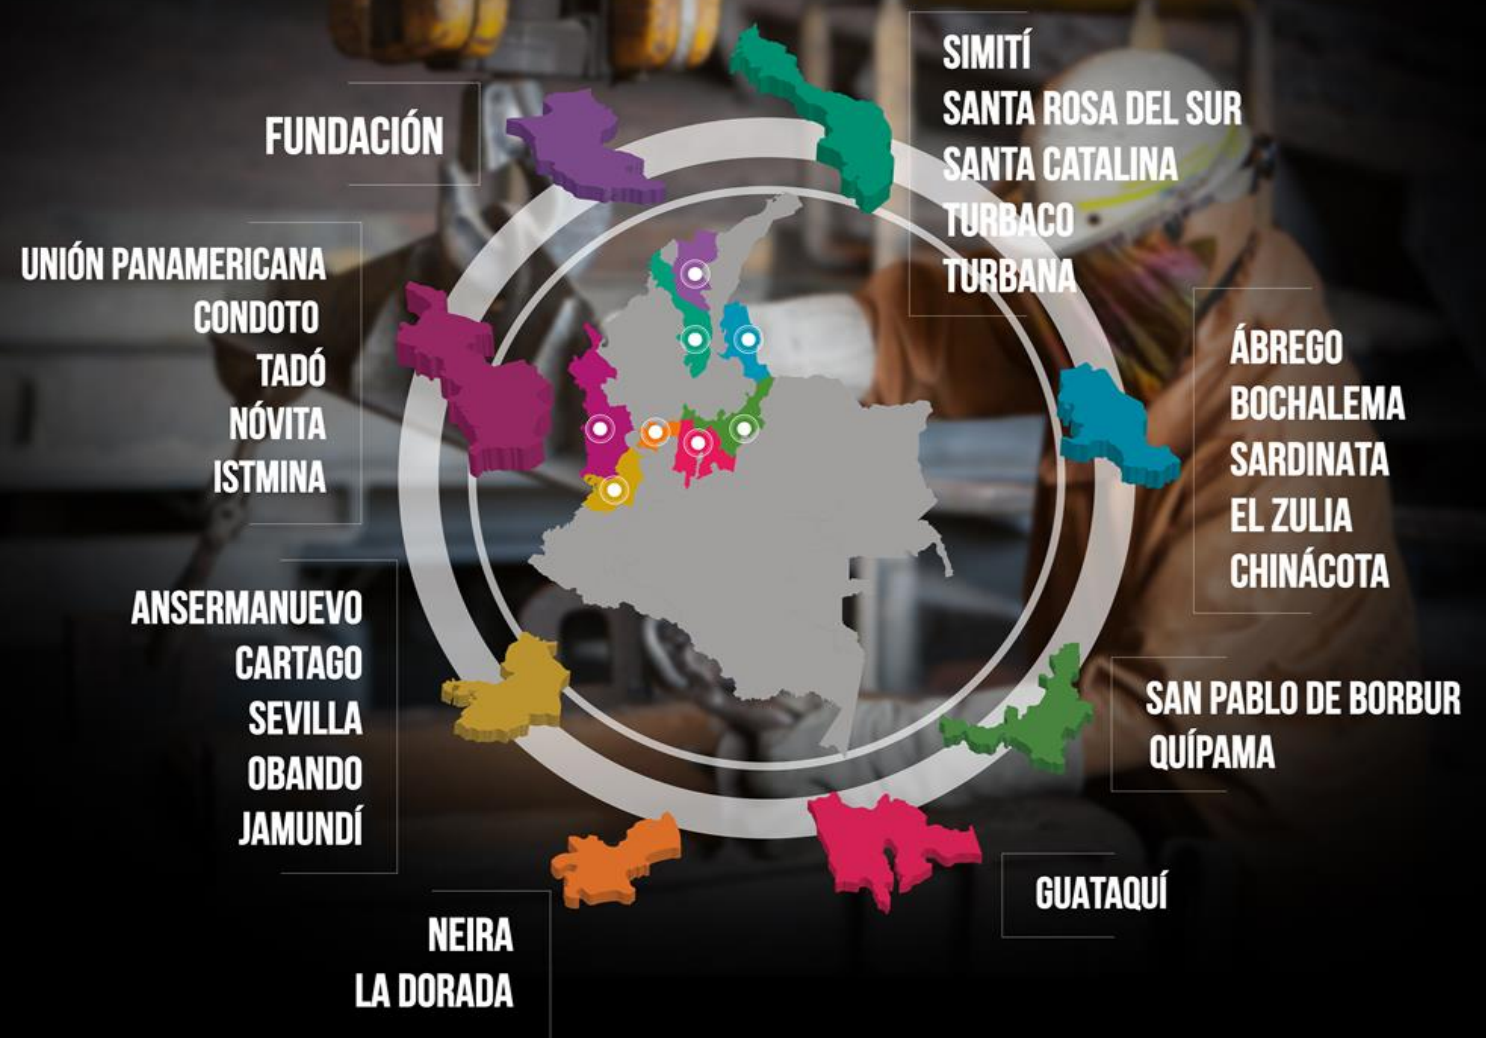 FUNDACIÓN
SIMITÍ
SANTA ROSA DEL SUR
SANTA CATALINA
TURBACO
TURBANA
UNIÓN PANAMERICANA
CONDOTO
TADÓ
NÓVITA
ISTMINA
ÁBREGO
BOCHALEMA
SARDINATA
EL ZULIA
CHINÁCOTA
ANSERMANUEVO
CARTAGO
SEVILLA
OBANDO
JAMUNDÍ
SAN PABLO DE BORBUR
QUÍPAMA
GUATAQUÍ
NEIRA
LA DORADA